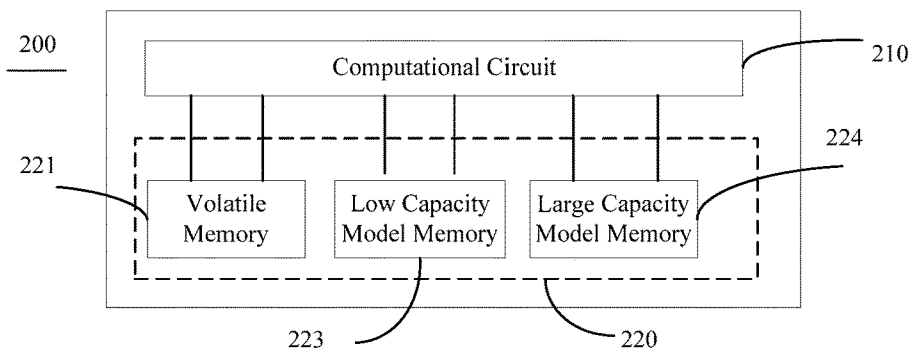 200
Computational Circuit
210
221
224
Volatile
Memory
Low Capacity
Model Memory
Large Capacity
Model Memory
223
220